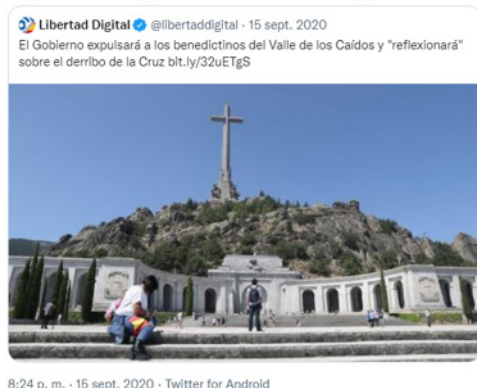 Libertad Digital @libertaddigital · 15 sept. 2020
El Gobierno expulsará a los benedictinos del Valle de los Caídos y "reflexionará"
sobre el derribo de la Cruz bit.ly/32uETgS
8:24 p. m. · 15 sept. 2020 · Twitter for Android